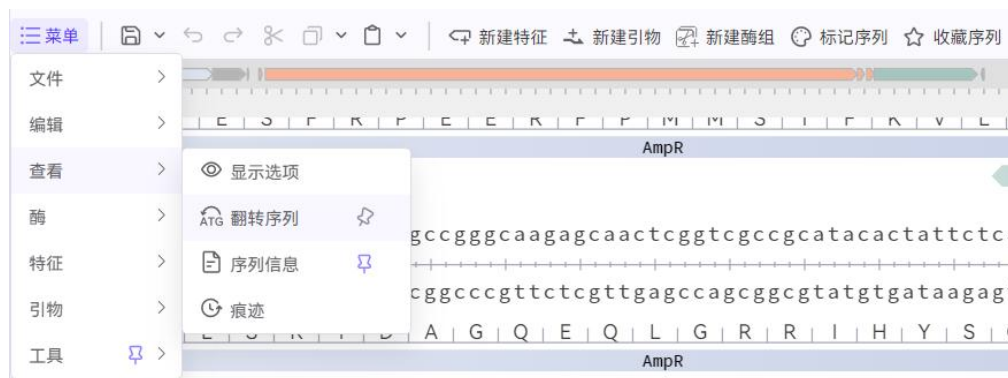 菜单 新建特征 新建引物 新建酶组 标记序列 收藏序列
文件
编辑
E S F R P E E R F P M M S T F K V L
AmpR
查看
显示选项
酶
ATG 翻转序列
gccgggcaagagcaactcggtcgccgcatacactattctc
特征
序列信息
引物
痕迹
cggcccgttctcgttgagccagcggcgtatgtgataagag
A G Q E Q L G R R I H Y S
工具
AmpR